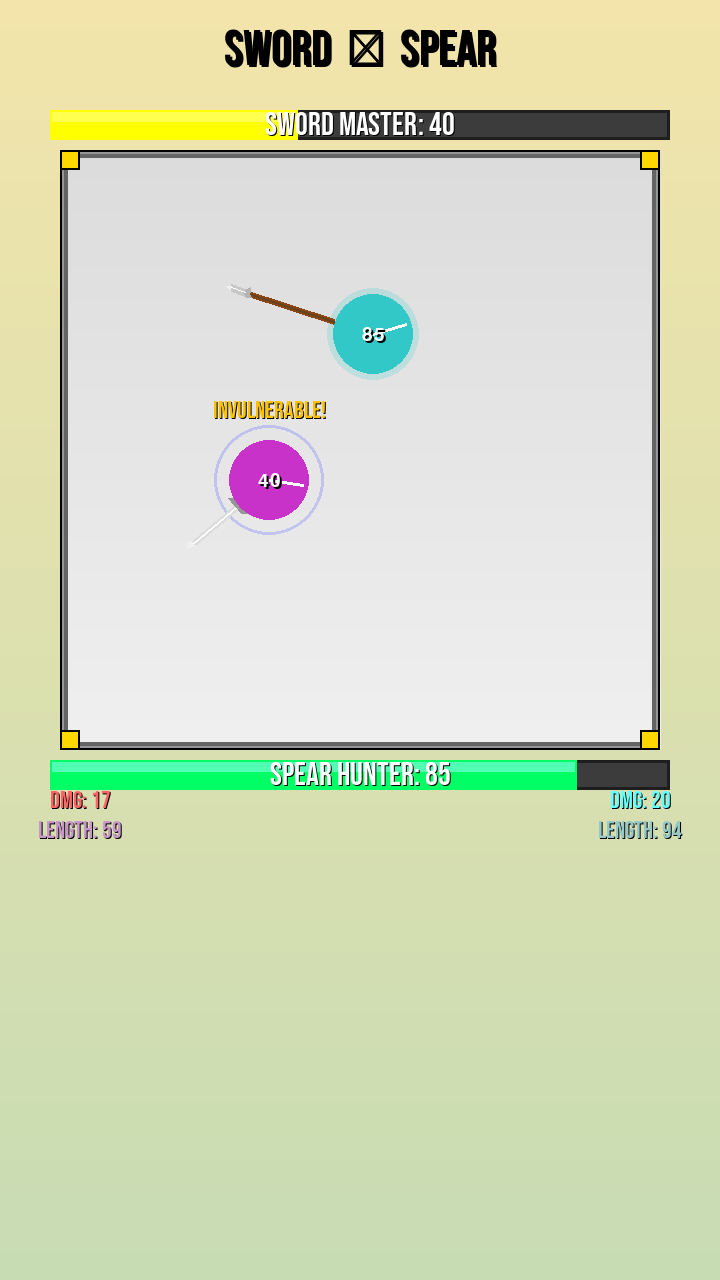 SWORD ☒ SPEAR
SWORD MASTER: 40
85
INVULNERABLE!
40
SPEAR HUNTER: 85
DMG: 17
DMG: 20
LENGTH: 59
LENGTH: 94